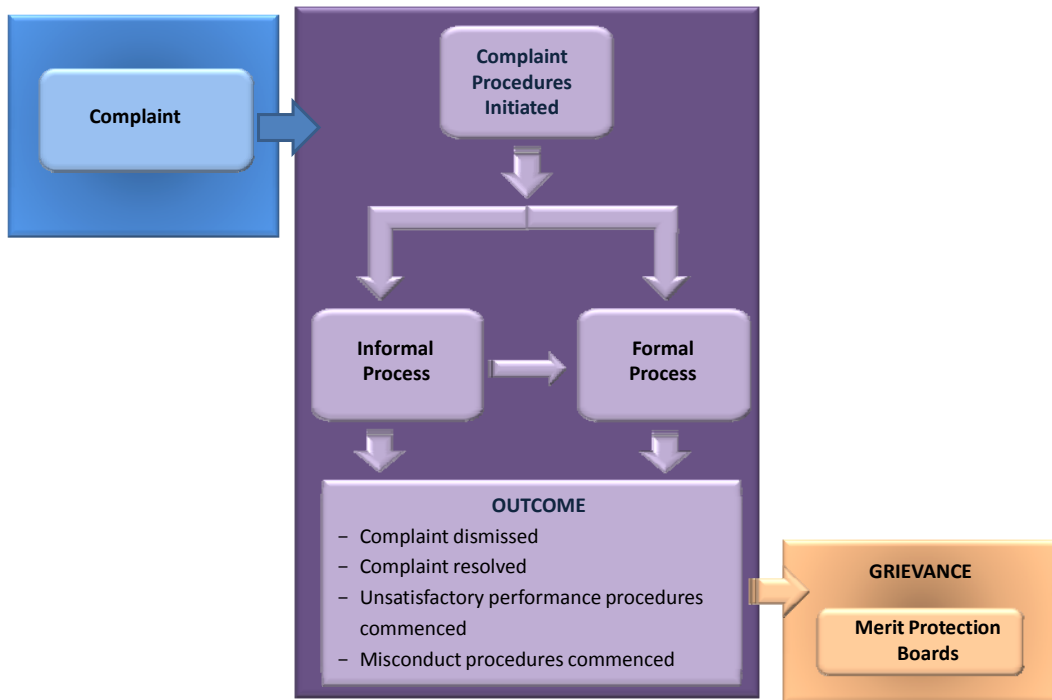 Complaint
Complaint
Procedures
Initiated
Informal
Process
Formal
Process
OUTCOME
− Complaint dismissed
− Complaint resolved
− Unsatisfactory performance procedures
commenced
− Misconduct procedures commenced
GRIEVANCE
Merit Protection
Boards